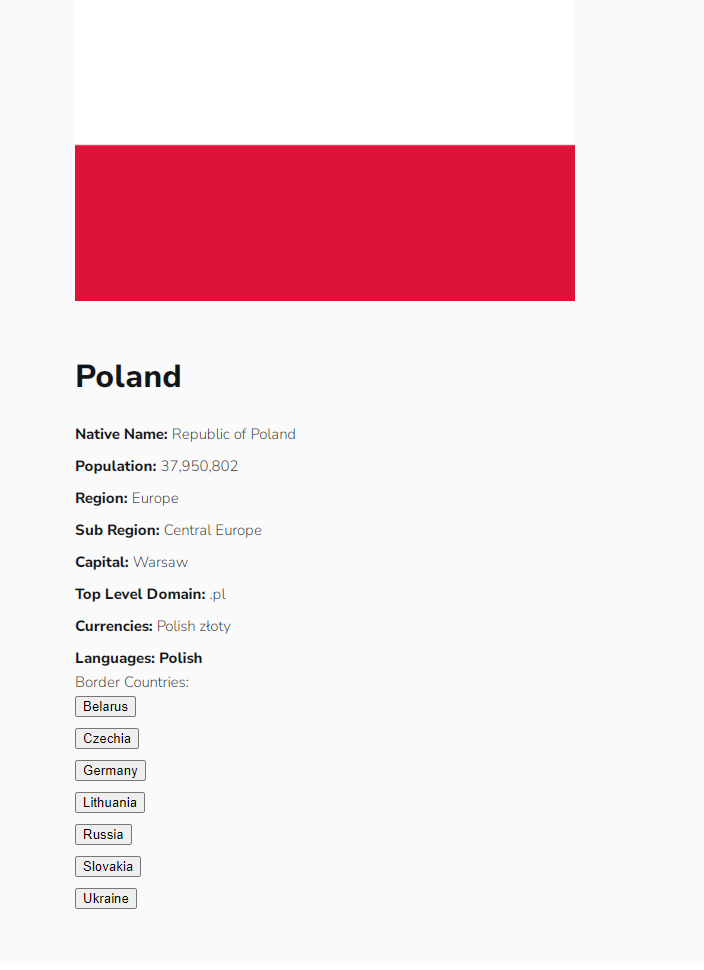 Poland
Native Name: Republic of Poland
Population: 37,950,802
Region: Europe
Sub Region: Central Europe
Capital: Warsaw
Top Level Domain: .pl
Currencies: Polish złoty
Languages: Polish
Border Countries:
Belarus
Czechia
Germany
Lithuania
Russia
Slovakia
Ukraine